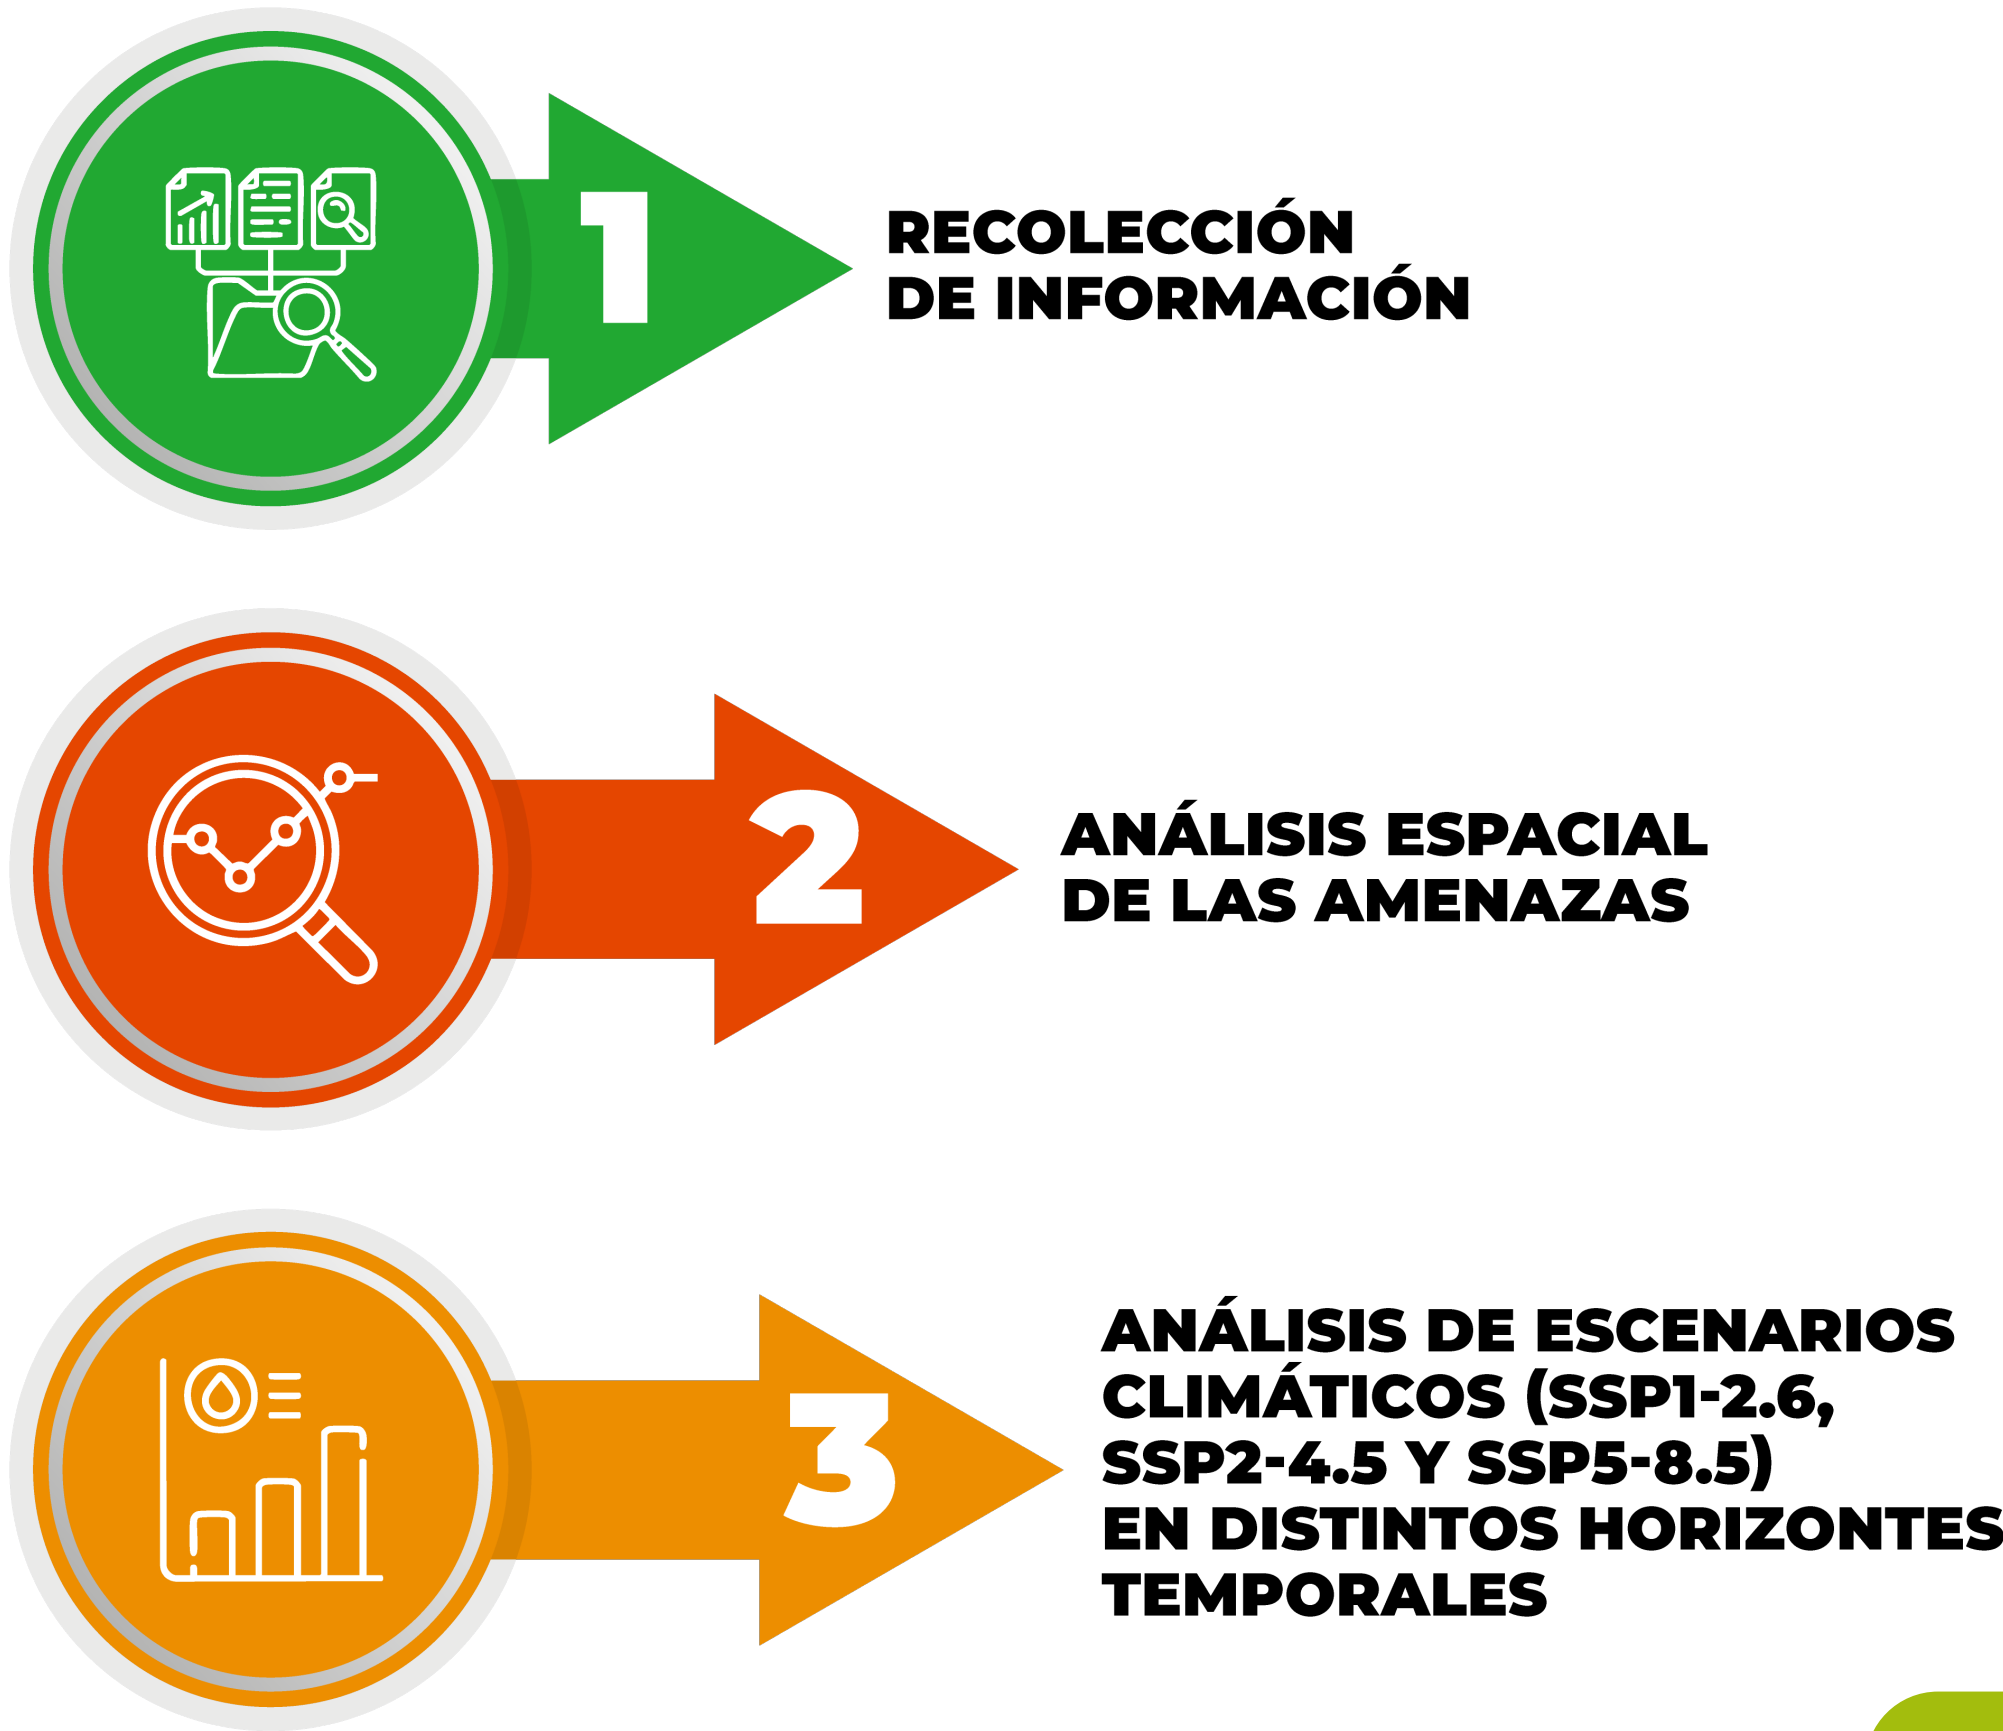 1
RECOLECCIÓN
DE INFORMACIÓN
2
ANÁLISIS ESPACIAL
DE LAS AMENAZAS
3
ANÁLISIS DE ESCENARIOS
CLIMÁTICOS (SSP1-2.6,
SSP2-4.5 Y SSP5-8.5)
EN DISTINTOS HORIZONTES
TEMPORALES